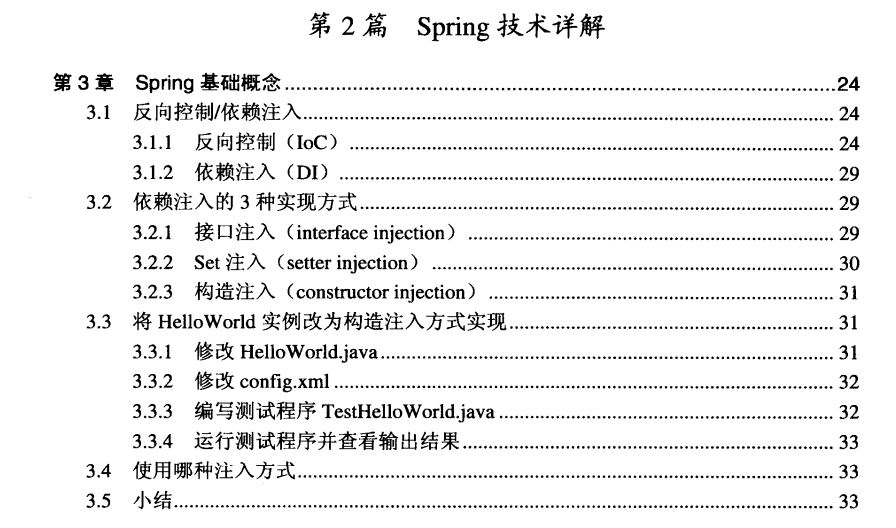 第 2 篇 Spring 技术详解
第 3 章 Spring 基础概念 24
3.1 反向控制/依赖注入 24
3.1.1 反向控制（IoC） 24
3.1.2 依赖注入（DI） 29
3.2 依赖注入的 3 种实现方式 29
3.2.1 接口注入（interface injection） 29
3.2.2 Set 注入（setter injection） 30
3.2.3 构造注入（constructor injection） 31
3.3 将 HelloWorld 实例改为构造注入方式实现 31
3.3.1 修改 HelloWorld.java 31
3.3.2 修改 config.xml 32
3.3.3 编写测试程序 TestHelloWorld.java 32
3.3.4 运行测试程序并查看输出结果 33
3.4 使用哪种注入方式 33
3.5 小结 33